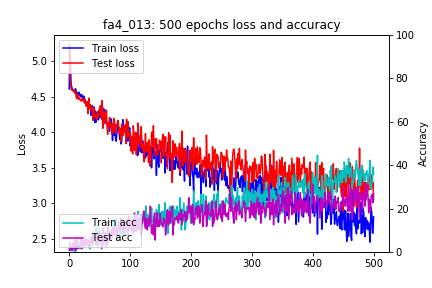 fa4_013: 500 epochs loss and accuracy
Train loss
Test loss
Train acc
Test acc
Loss
5.0
4.5
4.0
3.5
3.0
2.5
0 100 200 300 400 500
100
80
60
40
20
0
Accuracy